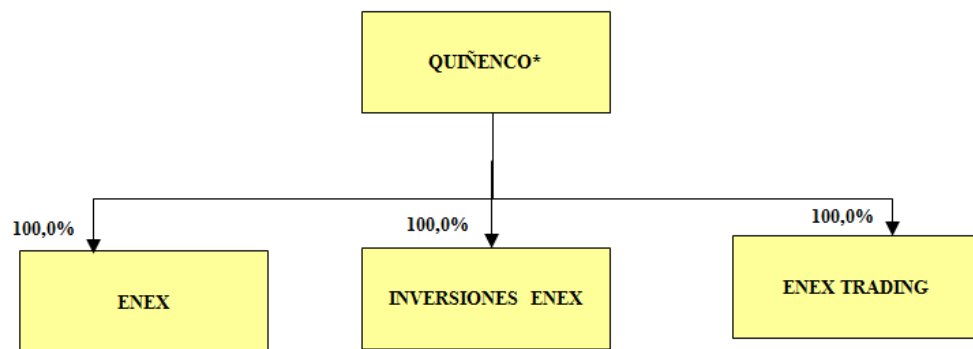 QUIÑENCO*
100,0%
100,0%
100,0%
ENEX
INVERSIONES ENEX
ENEX TRADING